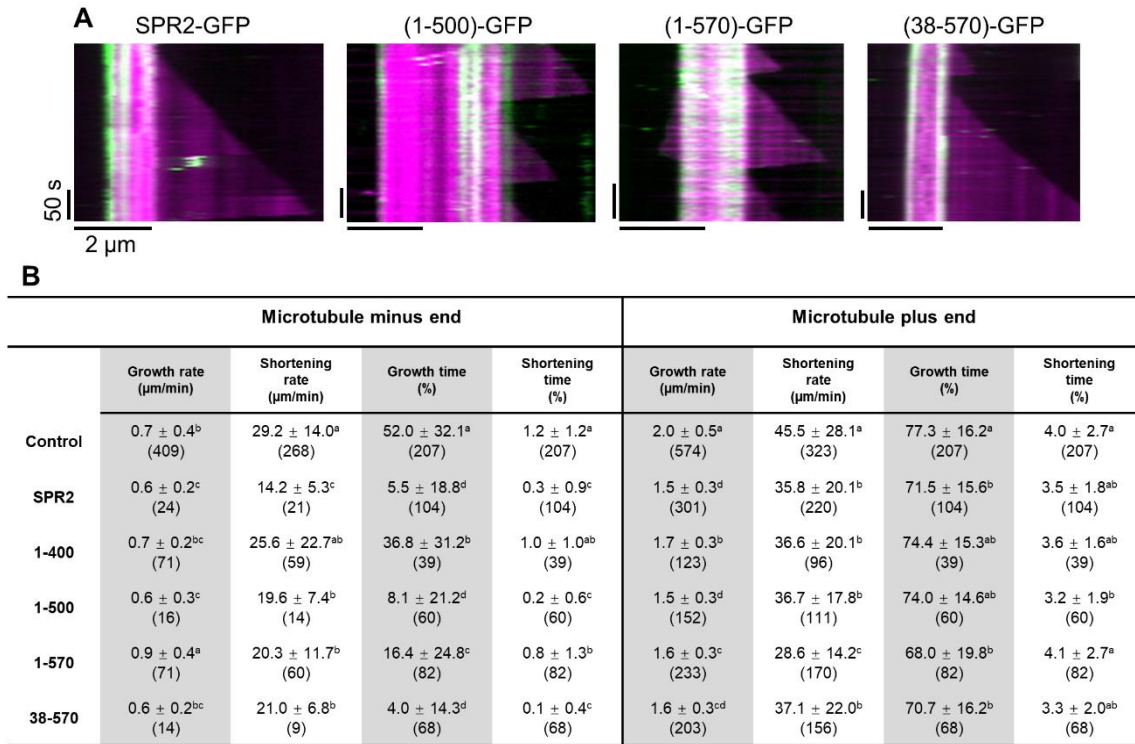 A
SPR2-GFP (1-500)-GFP (1-570)-GFP (38-570)-GFP
50 s
2 µm
B
Microtubule minus end Microtubule plus end
Growth rate (µm/min) Shortening rate (µm/min) Growth time (%) Shortening time (%) Growth rate (µm/min) Shortening rate (µm/min) Growth time (%) Shortening time (%)
Control 0.7 ± 0.4ᵇ 29.2 ± 14.0ᵃ 52.0 ± 32.1ᵃ 1.2 ± 1.2ᵃ 2.0 ± 0.5ᵃ 45.5 ± 28.1ᵃ 77.3 ± 16.2ᵃ 4.0 ± 2.7ᵃ
(409) (268) (207) (207) (574) (323) (207) (207)
SPR2 0.6 ± 0.2ᶜ 14.2 ± 5.3ᶜ 5.5 ± 18.8ᵈ 0.3 ± 0.9ᶜ 1.5 ± 0.3ᵈ 35.8 ± 20.1ᵇ 71.5 ± 15.6ᵇ 3.5 ± 1.8ᵃᵇ
(24) (21) (104) (104) (301) (220) (104) (104)
1-400 0.7 ± 0.2ᵇᶜ 25.6 ± 22.7ᵃᵇ 36.8 ± 31.2ᵇ 1.0 ± 1.0ᵃᵇ 1.7 ± 0.3ᵇ 36.6 ± 20.1ᵇ 74.4 ± 15.3ᵃᵇ 3.6 ± 1.6ᵃᵇ
(71) (59) (39) (39) (123) (96) (39) (39)
1-500 0.6 ± 0.3ᶜ 19.6 ± 7.4ᵇ 8.1 ± 21.2ᵈ 0.2 ± 0.6ᶜ 1.5 ± 0.3ᵈ 36.7 ± 17.8ᵇ 74.0 ± 14.6ᵃᵇ 3.2 ± 1.9ᵇ
(16) (14) (60) (60) (152) (111) (60) (60)
1-570 0.9 ± 0.4ᵃ 20.3 ± 11.7ᵇ 16.4 ± 24.8ᶜ 0.8 ± 1.3ᵇ 1.6 ± 0.3ᶜ 28.6 ± 14.2ᶜ 68.0 ± 19.8ᵇ 4.1 ± 2.7ᵃ
(71) (60) (82) (82) (233) (170) (82) (82)
38-570 0.6 ± 0.2ᵇᶜ 21.0 ± 6.8ᵇ 4.0 ± 14.3ᵈ 0.1 ± 0.4ᶜ 1.6 ± 0.3ᶜᵈ 37.1 ± 22.0ᵇ 70.7 ± 16.2ᵇ 3.3 ± 2.0ᵃᵇ
(14) (9) (68) (68) (203) (156) (68) (68)